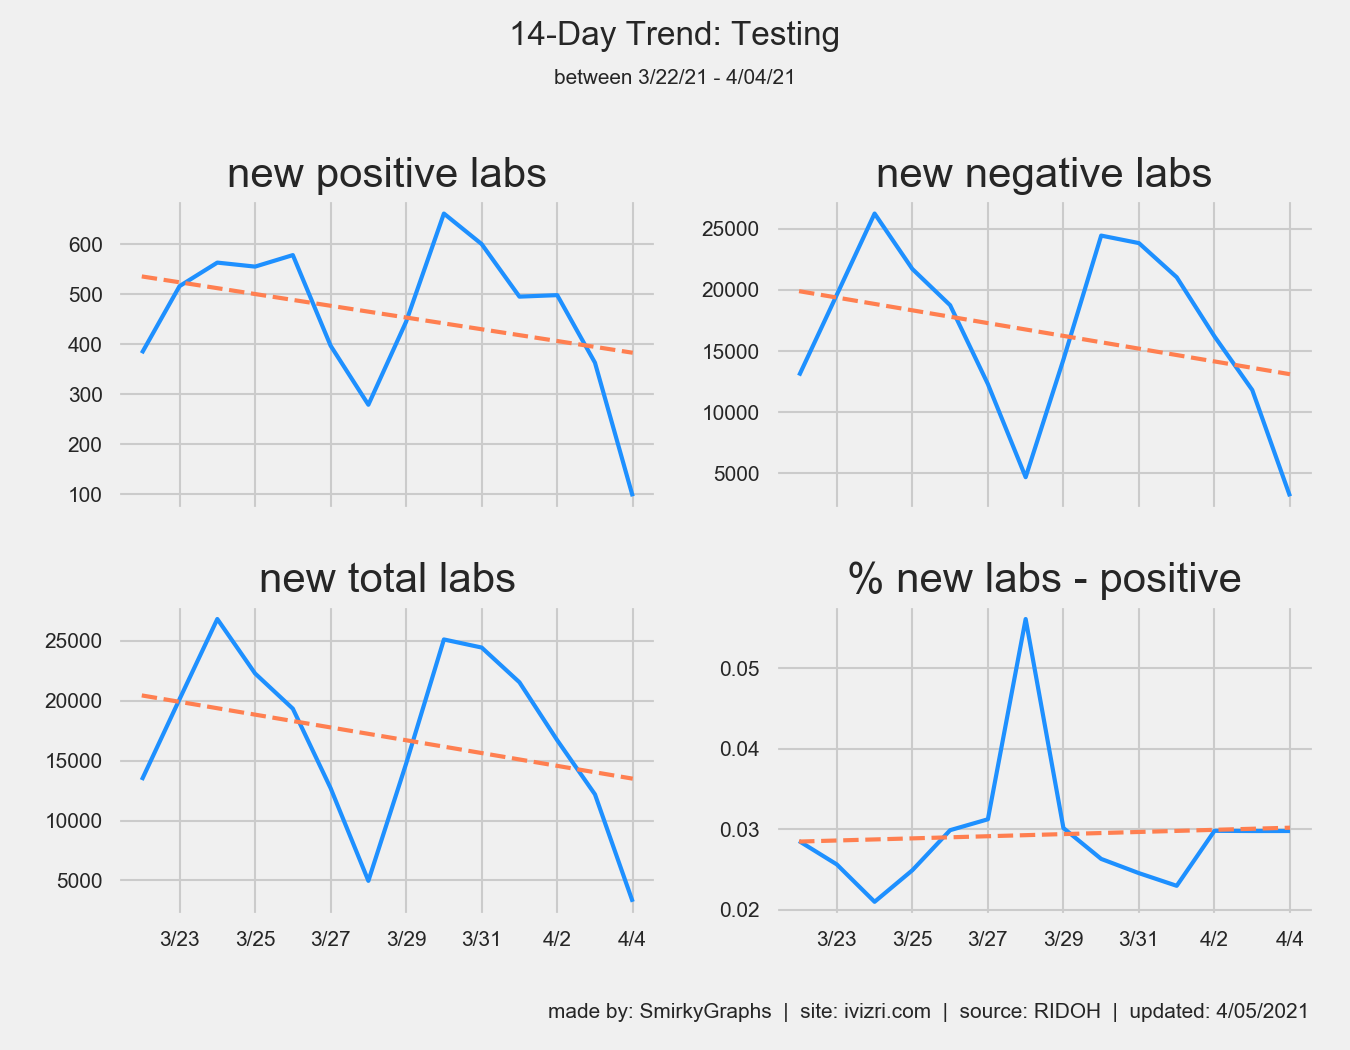 14-Day Trend: Testing
between 3/22/21 - 4/04/21
new positive labs
600
500
400
300
200
100
new negative labs
25000
20000
15000
10000
5000
new total labs
25000
20000
15000
10000
5000
3/23 3/25 3/27 3/29 3/31 4/2 4/4
% new labs - positive
0.05
0.04
0.03
0.02
3/23 3/25 3/27 3/29 3/31 4/2 4/4
made by: SmirkyGraphs | site: ivizri.com | source: RIDOH | updated: 4/05/2021